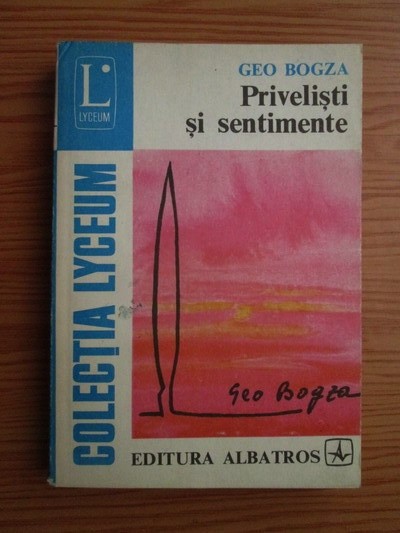 L
LYCEUM
GEO BOGZA
Priveliști
și sentimente
COLECȚIA LYCEUM
Geo Bogza
EDITURA ALBATROS